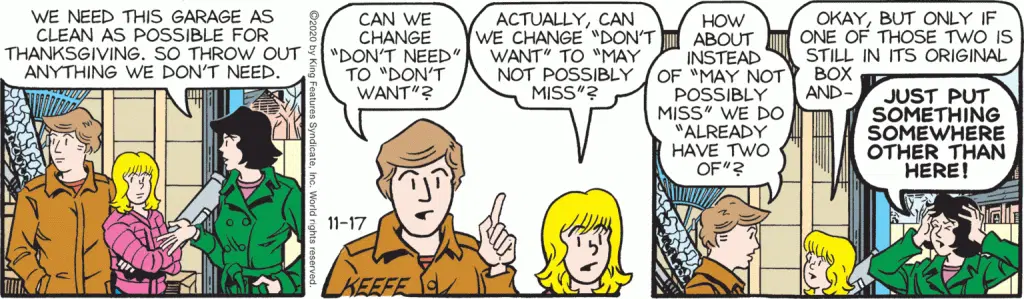 WE NEED THIS GARAGE AS
CLEAN AS POSSIBLE FOR
THANKSGIVING. SO THROW OUT
ANYTHING WE DON'T NEED.
©2020 by King Features Syndicate, Inc. World rights reserved.
CAN WE
CHANGE
"DON'T NEED"
TO "DON'T
WANT"?
ACTUALLY, CAN
WE CHANGE "DON'T
WANT" TO "MAY
NOT POSSIBLY
MISS"?
11-17
KEEFE
HOW
ABOUT
INSTEAD
OF "MAY NOT
POSSIBLY
MISS" WE DO
"ALREADY
HAVE TWO
OF"?
OKAY, BUT ONLY IF
ONE OF THOSE TWO IS
STILL IN ITS ORIGINAL
BOX
AND-
JUST PUT
SOMETHING
SOMEWHERE
OTHER THAN
HERE!